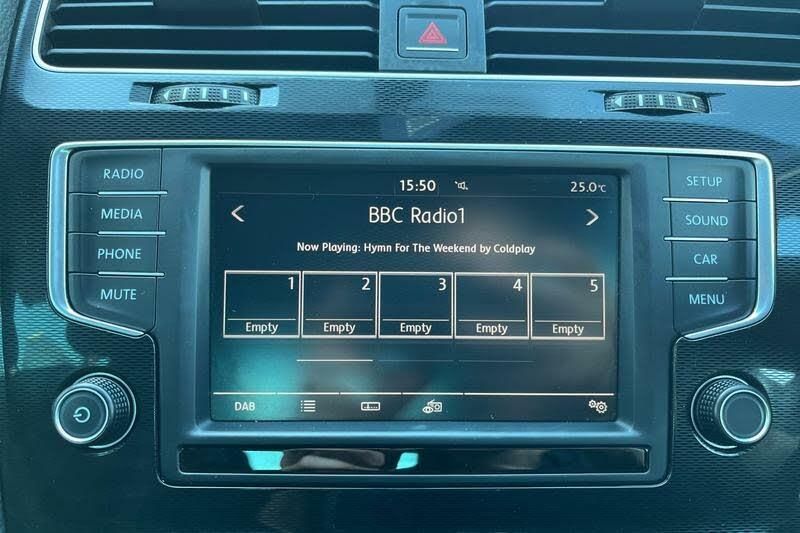 RADIO
MEDIA
PHONE
MUTE
15:50
25.0°C
BBC Radio1
Now Playing: Hymn For The Weekend by Coldplay
1
2
3
4
5
Empty
Empty
Empty
Empty
Empty
DAB
SETUP
SOUND
CAR
MENU